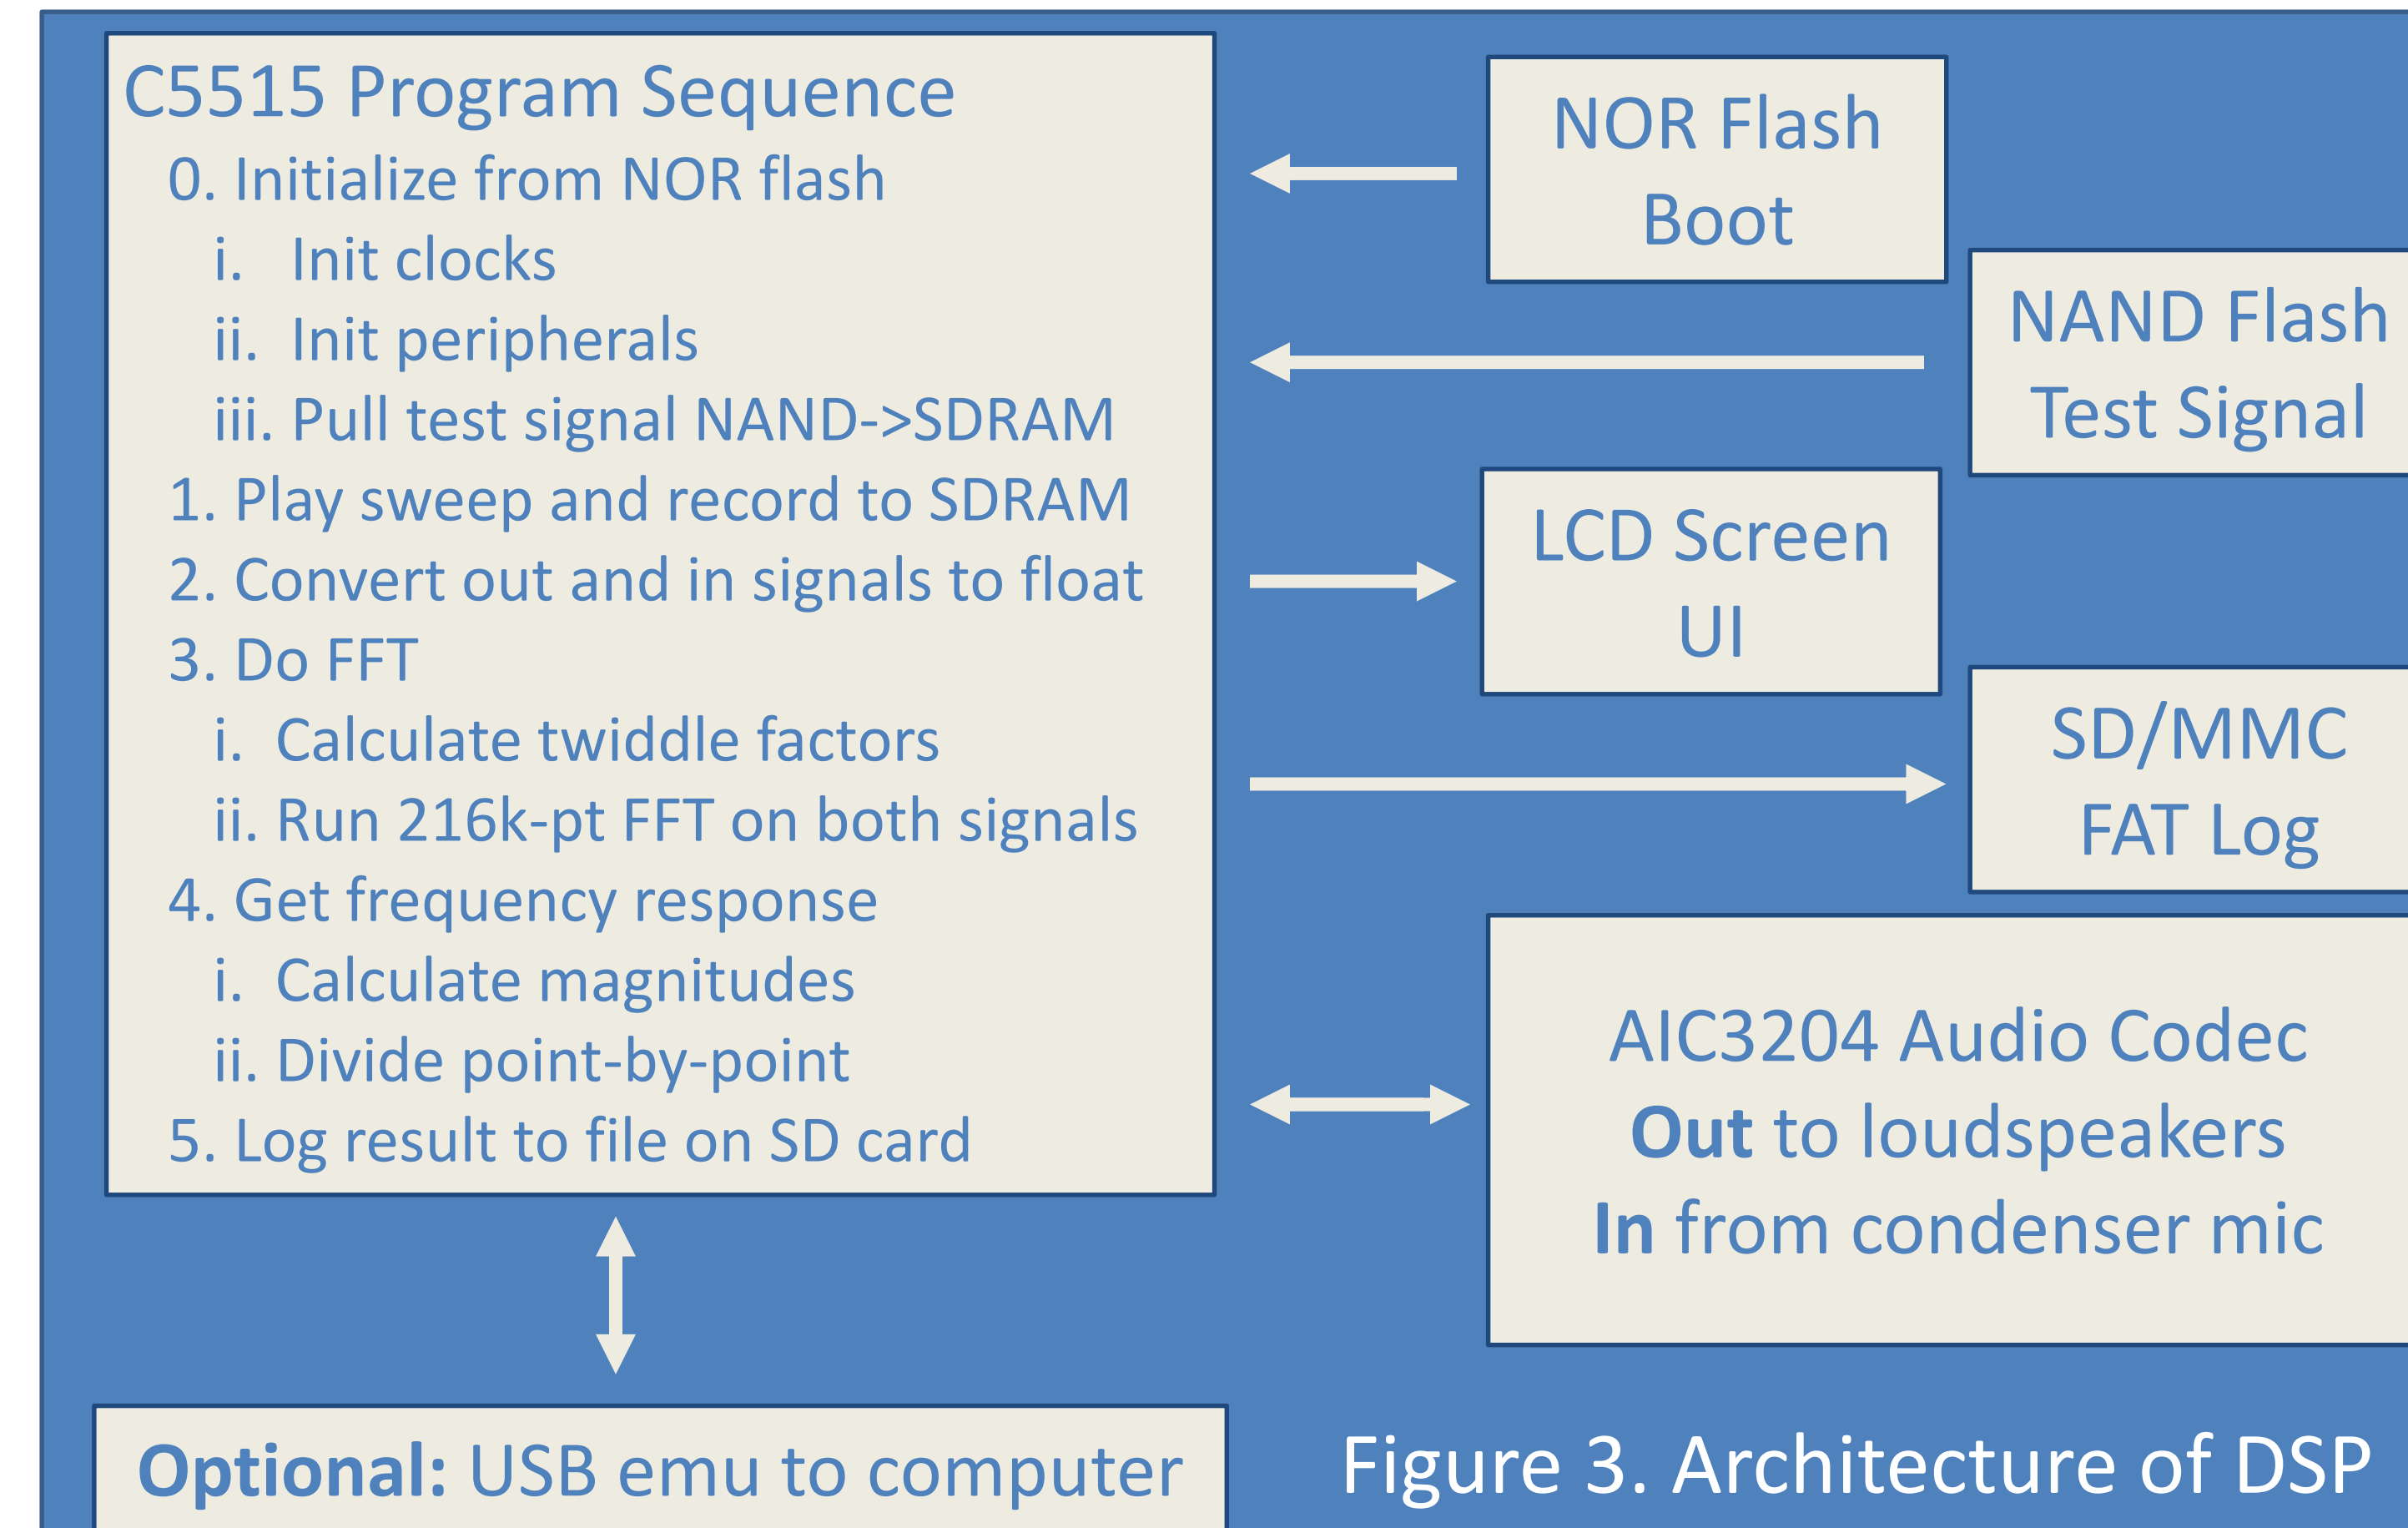 C5515 Program Sequence
0. Initialize from NOR flash
i. Init clocks
ii. Init peripherals
iii. Pull test signal NAND->SDRAM
1. Play sweep and record to SDRAM
2. Convert out and in signals to float
3. Do FFT
i. Calculate twiddle factors
ii. Run 216k-pt FFT on both signals
4. Get frequency response
i. Calculate magnitudes
ii. Divide point-by-point
5. Log result to file on SD card
NOR Flash
Boot
NAND Flash
Test Signal
LCD Screen
UI
SD/MMC
FAT Log
AIC3204 Audio Codec
Out to loudspeakers
In from condenser mic
Optional: USB emu to computer
Figure 3. Architecture of DSP